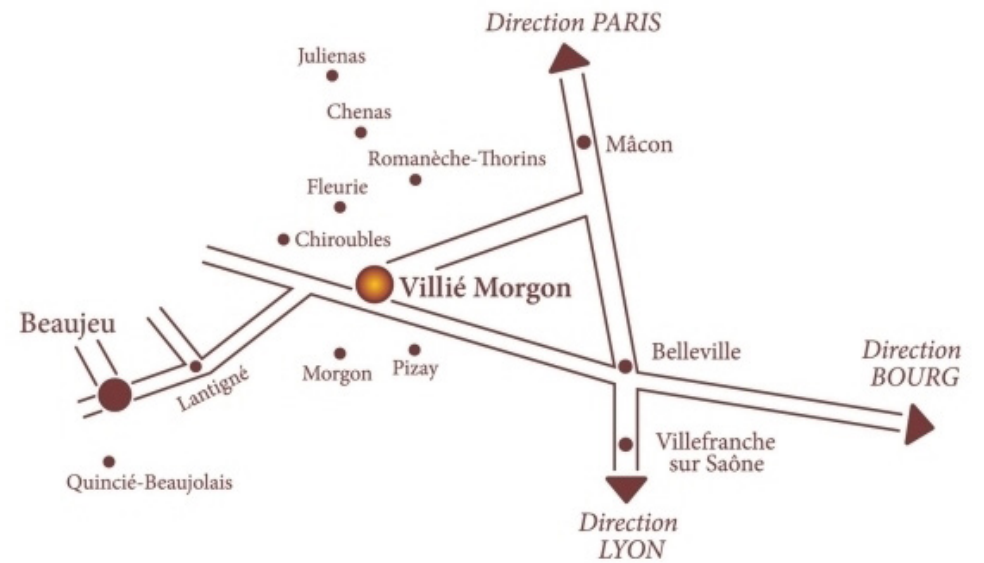 Direction PARIS
Julienas
Chenas
Mâcon
Romanèche-Thorins
Fleurie
Chiroubles
Villié Morgon
Beaujeu
Belleville
Direction
BOURG
Morgon
Pizay
Lantigné
Villefranche
sur Saône
Quincié-Beaujolais
Direction
LYON